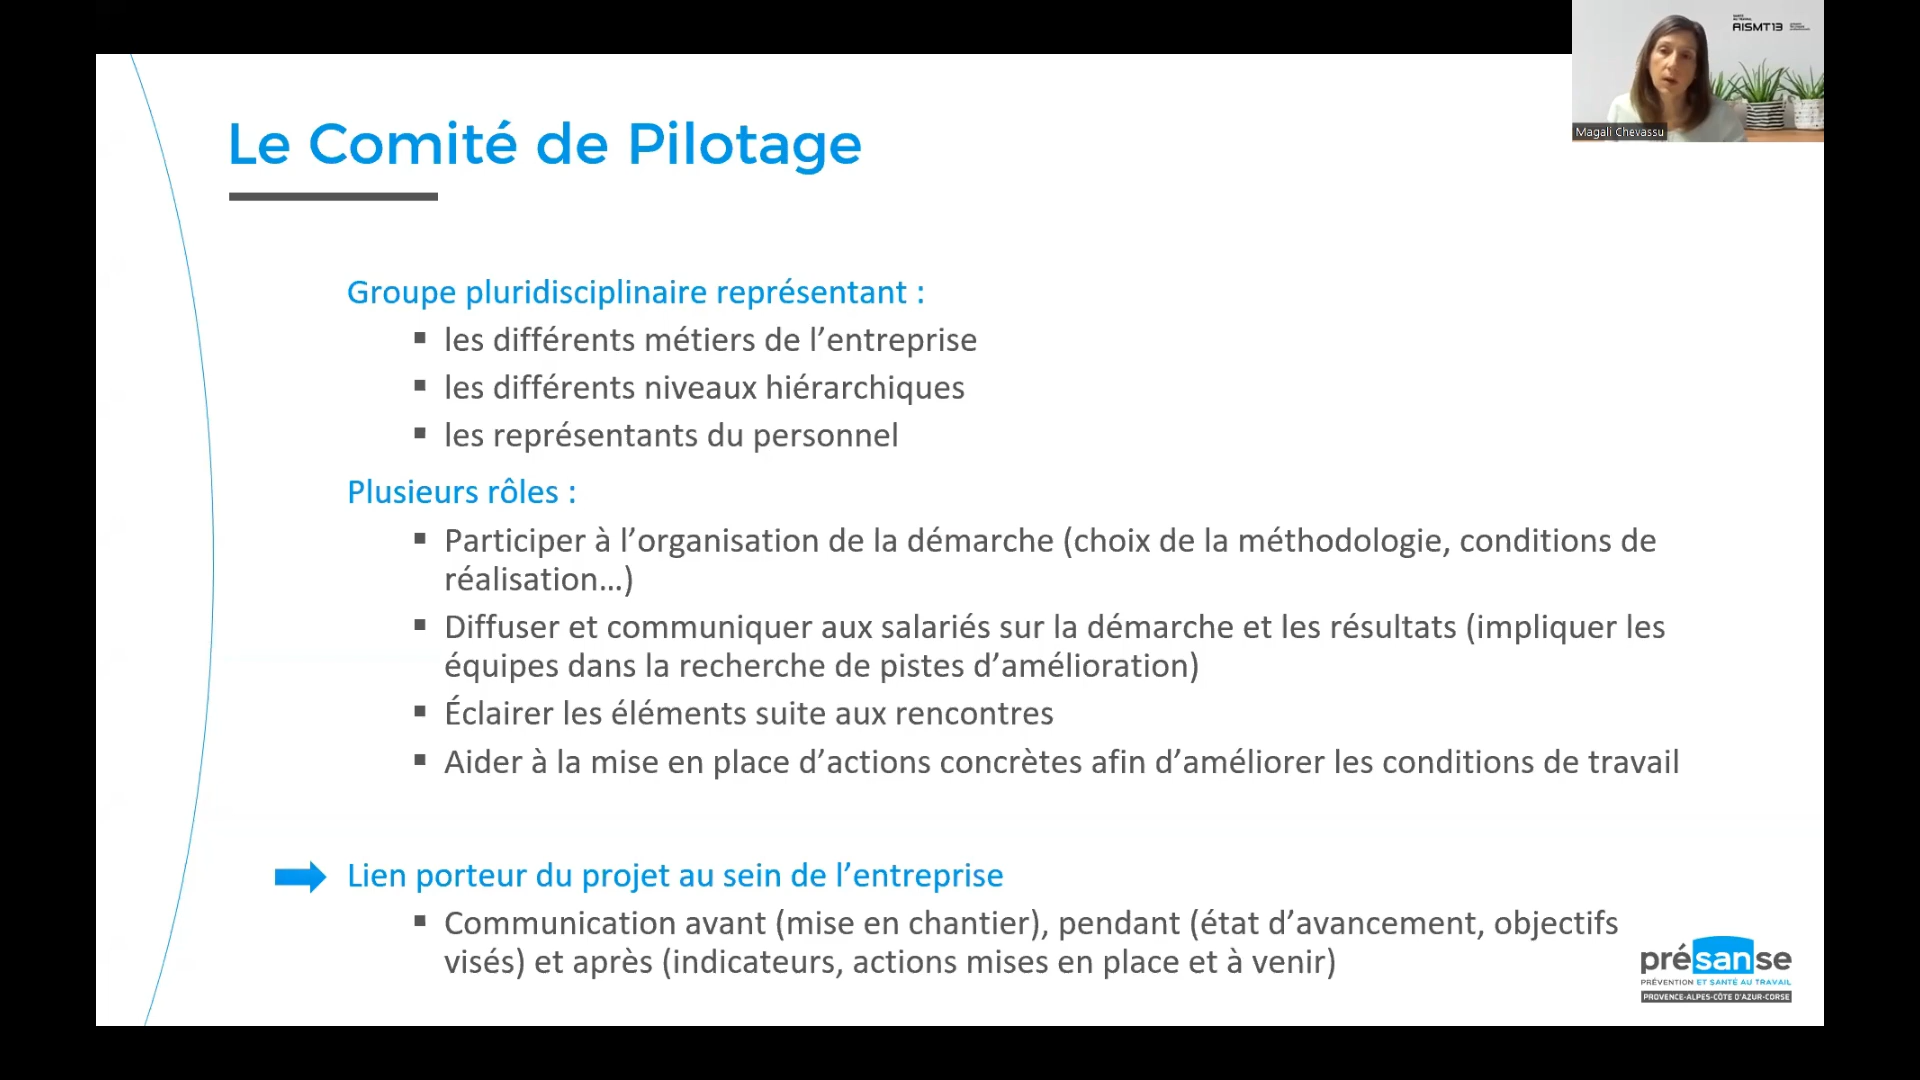 AISMT13
Magali Chevassu
Le Comité de Pilotage
Groupe pluridisciplinaire représentant :
▪ les différents métiers de l’entreprise
▪ les différents niveaux hiérarchiques
▪ les représentants du personnel
Plusieurs rôles :
▪ Participer à l’organisation de la démarche (choix de la méthodologie, conditions de
réalisation…)
▪ Diffuser et communiquer aux salariés sur la démarche et les résultats (impliquer les
équipes dans la recherche de pistes d’amélioration)
▪ Éclairer les éléments suite aux rencontres
▪ Aider à la mise en place d’actions concrètes afin d’améliorer les conditions de travail
Lien porteur du projet au sein de l’entreprise
▪ Communication avant (mise en chantier), pendant (état d’avancement, objectifs
visés) et après (indicateurs, actions mises en place et à venir)
présanse
PRÉVENTION ET SANTÉ AU TRAVAIL
PROVENCE-ALPES-CÔTE D'AZUR-CORSE